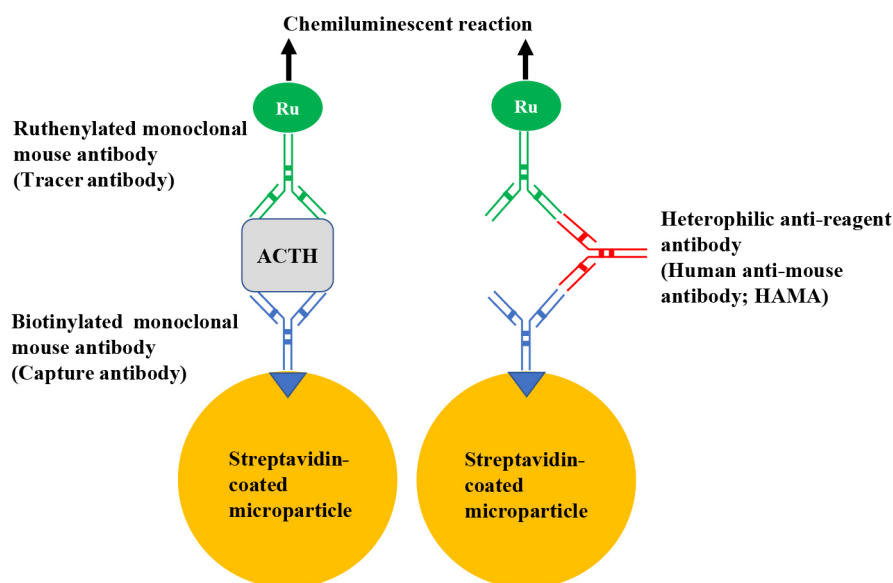 Chemiluminescent reaction
Ru
Ru
Ruthenylated monoclonal
mouse antibody
(Tracer antibody)
ACTH
Heterophilic anti-reagent
antibody
(Human anti-mouse
antibody; HAMA)
Biotinylated monoclonal
mouse antibody
(Capture antibody)
Streptavidin-
coated
microparticle
Streptavidin-
coated
microparticle